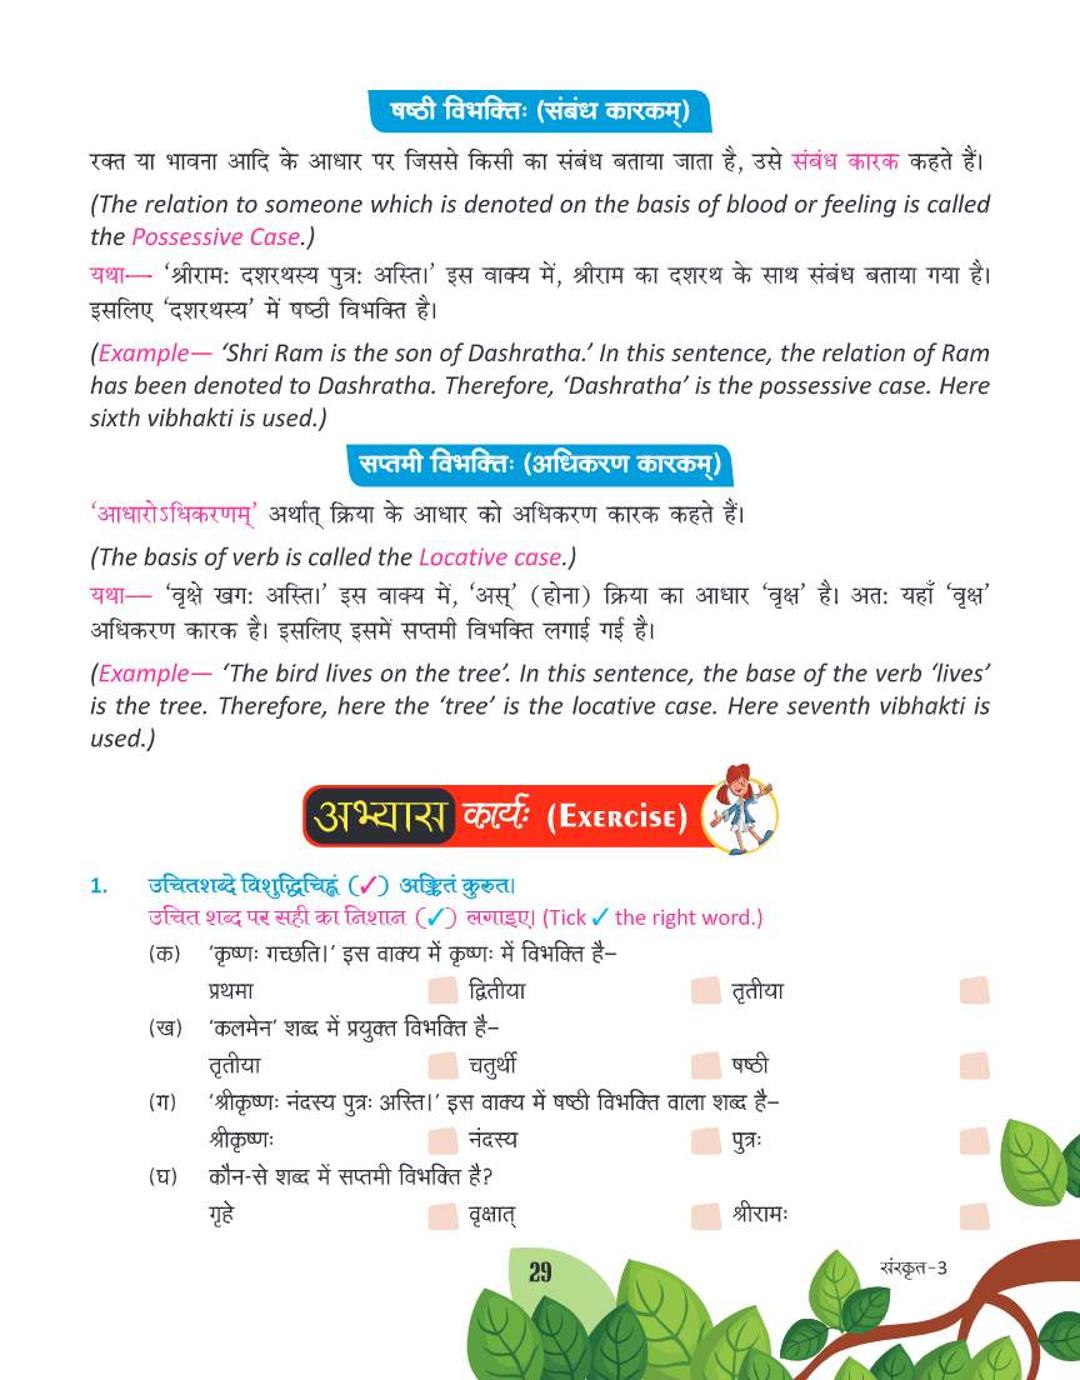 षष्ठी विभक्तिः (संबंध कारकम्)
रक्त या भावना आदि के आधार पर जिससे किसी का संबंध बताया जाता है, उसे संबंध कारक कहते हैं।
(The relation to someone which is denoted on the basis of blood or feeling is called
the Possessive Case.)
यथा— ‘श्रीराम: दशरथस्य पुत्र: अस्ति।’ इस वाक्य में, श्रीराम का दशरथ के साथ संबंध बताया गया है।
इसलिए ‘दशरथस्य’ में षष्ठी विभक्ति है।
(Example— ‘Shri Ram is the son of Dashratha.’ In this sentence, the relation of Ram
has been denoted to Dashratha. Therefore, ‘Dashratha’ is the possessive case. Here
sixth vibhakti is used.)
सप्तमी विभक्तिः (अधिकरण कारकम्)
‘आधारोऽधिकरणम्’ अर्थात् क्रिया के आधार को अधिकरण कारक कहते हैं।
(The basis of verb is called the Locative case.)
यथा— ‘वृक्षे खग: अस्ति।’ इस वाक्य में, ‘अस्’ (होना) क्रिया का आधार ‘वृक्ष’ है। अत: यहाँ ‘वृक्ष’
अधिकरण कारक है। इसलिए इसमें सप्तमी विभक्ति लगाई गई है।
(Example— ‘The bird lives on the tree’. In this sentence, the base of the verb ‘lives’
is the tree. Therefore, here the ‘tree’ is the locative case. Here seventh vibhakti is
used.)
अभ्यास कार्यः (Exercise)
1. उचितशब्दे विशुद्धिचिह्नं (✓) अङ्कितं कुरुत।
उचित शब्द पर सही का निशान (✓) लगाइए। (Tick ✓ the right word.)
(क) ‘कृष्णः गच्छति।’ इस वाक्य में कृष्णः में विभक्ति है–
प्रथमा द्वितीया तृतीया
(ख) ‘कलमेन’ शब्द में प्रयुक्त विभक्ति है–
तृतीया चतुर्थी षष्ठी
(ग) ‘श्रीकृष्णः नंदस्य पुत्रः अस्ति।’ इस वाक्य में षष्ठी विभक्ति वाला शब्द है–
श्रीकृष्णः नंदस्य पुत्रः
(घ) कौन-से शब्द में सप्तमी विभक्ति है?
गृहे वृक्षात् श्रीरामः
29 संस्कृत-3